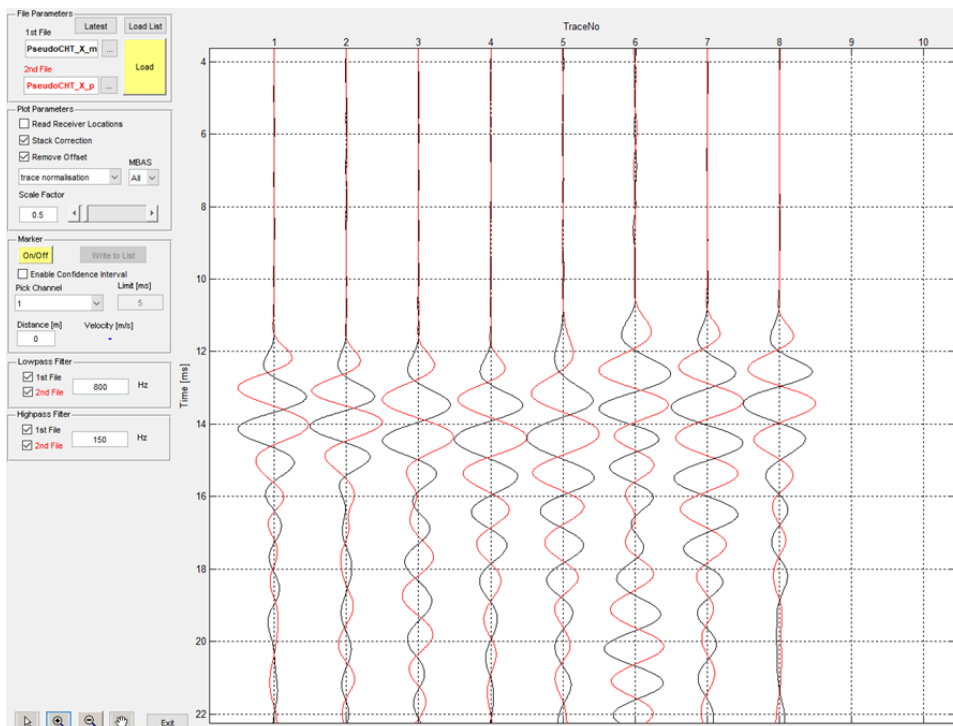 File Parameters
Latest
Load List
1st File
PseudoCHT_X_m
...
Load
2nd File
PseudoCHT_X_p
...
Plot Parameters
Read Receiver Locations
Stack Correction
Remove Offset
MBAS
trace normalisation
All
Scale Factor
0.5
Marker
On/Off
Write to List
Enable Confidence Interval
Pick Channel
Limit [ms]
1
5
Distance [m]
Velocity [m/s]
0
-
Lowpass Filter
1st File
2nd File
800
Hz
Highpass Filter
1st File
2nd File
150
Hz
Exit
TraceNo
1 2 3 4 5 6 7 8 9 10
Time [ms]
4
6
8
10
12
14
16
18
20
22